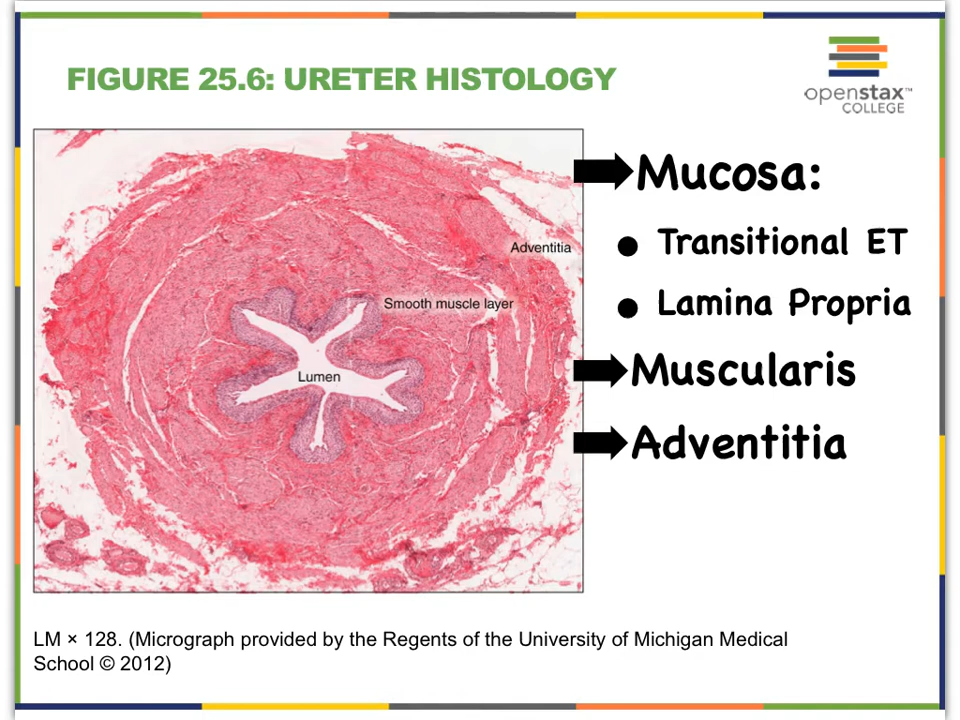 FIGURE 25.6: URETER HISTOLOGY
openstax™
COLLEGE
Adventitia
Smooth muscle layer
Lumen
Mucosa:
• Transitional ET
• Lamina Propria
Muscularis
Adventitia
LM × 128. (Micrograph provided by the Regents of the University of Michigan Medical
School © 2012)